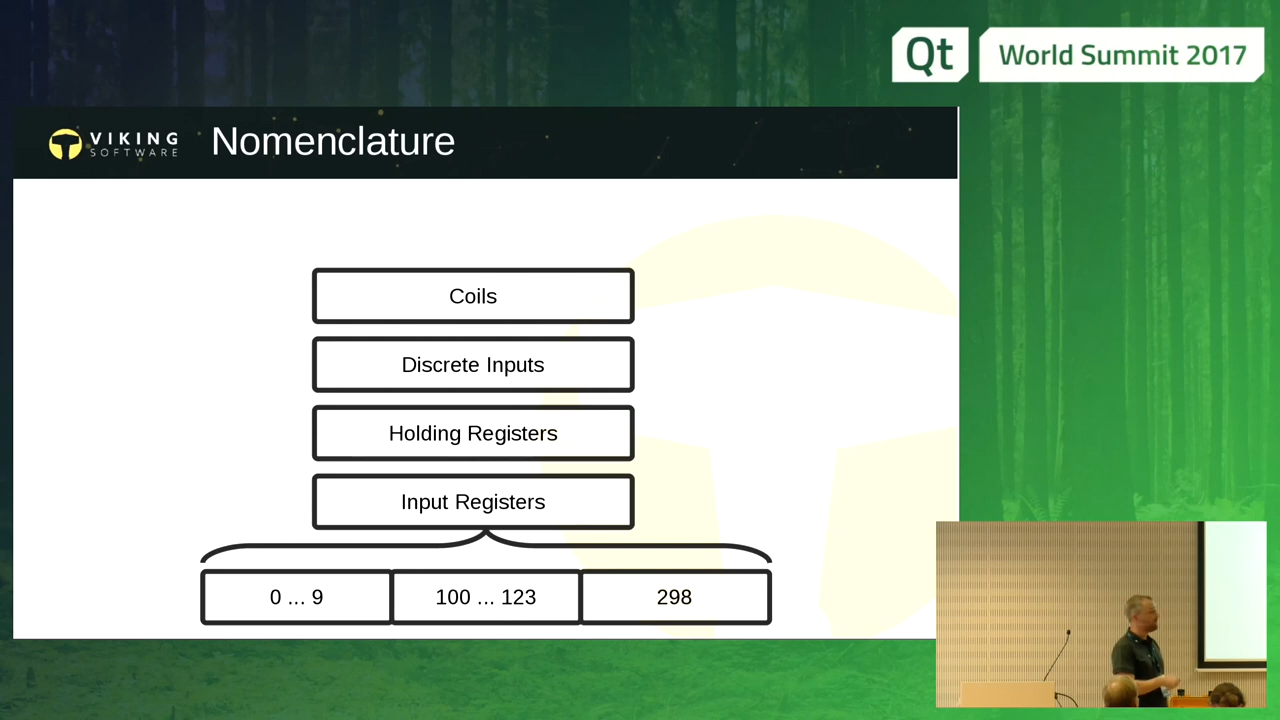 Qt World Summit 2017
VIKING
SOFTWARE
Nomenclature
Coils
Discrete Inputs
Holding Registers
Input Registers
0 ... 9 100 ... 123 298